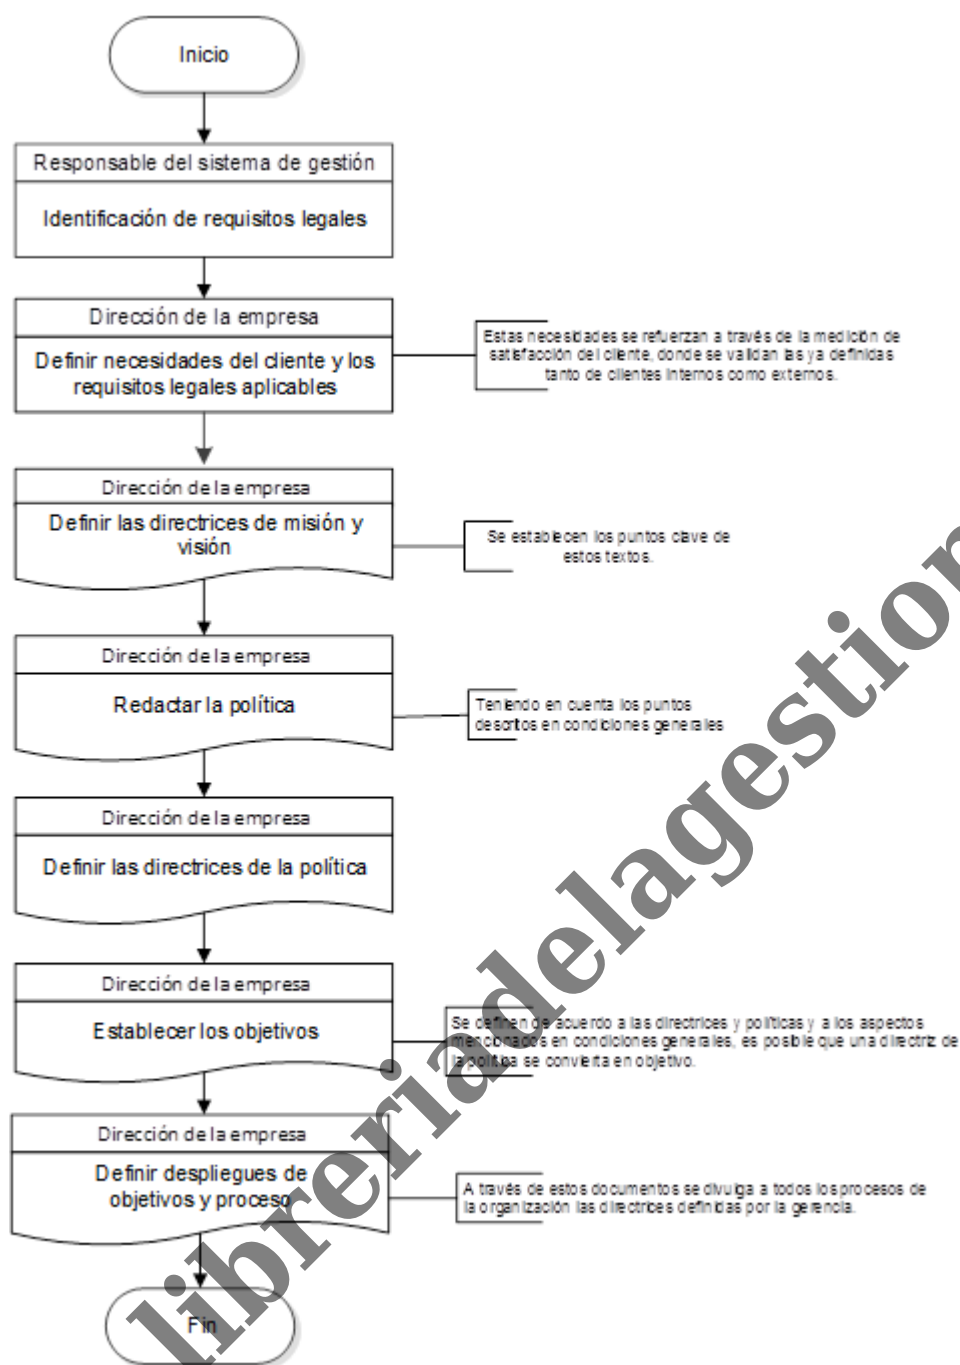 Inicio
Responsable del sistema de gestión
Identificación de requisitos legales
Dirección de la empresa
Definir necesidades del cliente y los
requisitos legales aplicables
Estas necesidades se refuerzan a través de la medición de
satisfacción del cliente, donde se validan las ya definidas
tanto de clientes internos como externos.
Dirección de la empresa
Definir las directrices de misión y
visión
Se establecen los puntos clave de
estos textos.
Dirección de la empresa
Redactar la política
Teniendo en cuenta los puntos
descritos en condiciones generales
Dirección de la empresa
Definir las directrices de la política
Dirección de la empresa
Establecer los objetivos
Se definen de acuerdo a las directrices y políticas y a los aspectos
mencionados en condiciones generales, es posible que una directriz de
la política se convierta en objetivo.
Dirección de la empresa
Definir despliegues de
objetivos y proceso
A través de estos documentos se divulga a todos los procesos de
la organización las directrices definidas por la gerencia.
Fin
libreriadelagestion